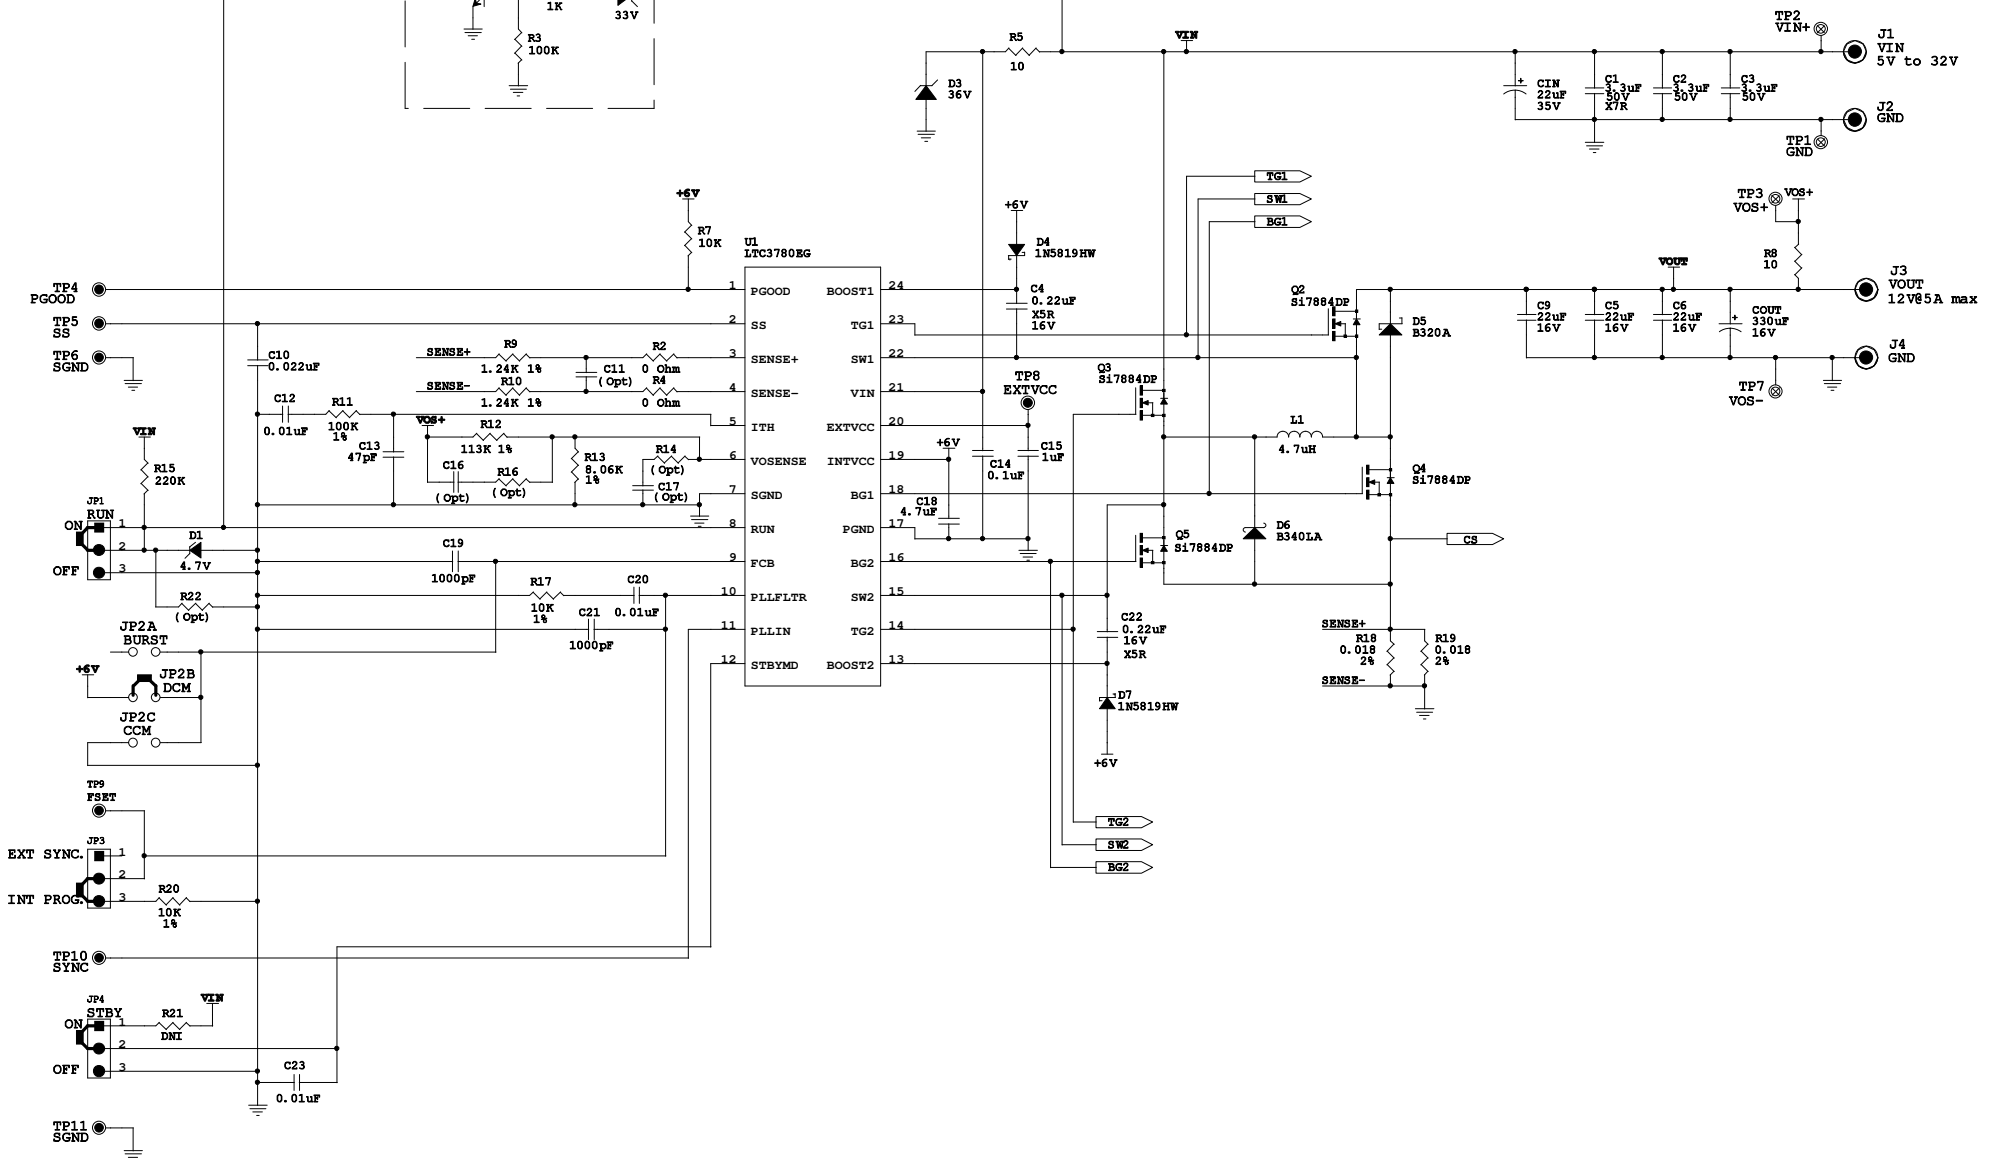 1K
33V
R3
100K
R5
10
VIN
D3
36V
TP2
VIN+
J1
VIN
5V to 32V
CIN
22uF
35V
C1
3.3uF
50V
X7R
C2
3.3uF
50V
C3
3.3uF
50V
J2
GND
TP1
GND
TG1
SW1
BG1
+6V
R7
10K
U1
LTC3780EG
+6V
D4
1N5819HW
TP3
VOS+
VOS+
R8
10
VOUT
J3
VOUT
12V@5A max
TP4
PGOOD
TP5
SS
TP6
SGND
1 PGOOD
2 SS
3 SENSE+
4 SENSE-
5 ITH
6 VOSENSE
7 SGND
8 RUN
9 FCB
10 PLLFLTR
11 PLLIN
12 STBYMD
BOOST1 24
TG1 23
SW1 22
VIN 21
EXTVCC 20
INTVCC 19
BG1 18
PGND 17
BG2 16
SW2 15
TG2 14
BOOST2 13
C4
0.22uF
X5R
16V
Q2
Si7884DP
D5
B320A
C9
22uF
16V
C5
22uF
16V
C6
22uF
16V
COUT
330uF
16V
J4
GND
TP7
VOS-
C10
0.022uF
SENSE+
R9
1.24K 1%
R2
0 Ohm
C11
(Opt)
SENSE-
R10
1.24K 1%
R4
0 Ohm
Q3
Si7884DP
TP8
EXTVCC
C12
0.01uF
R11
100K
1%
C13
47pF
VOS+
R12
113K 1%
C16
(Opt)
R16
(Opt)
R13
8.06K
1%
R14
(Opt)
C17
(Opt)
+6V
C14
0.1uF
C15
1uF
C18
4.7uF
L1
4.7uH
Q4
Si7884DP
VIN
R15
220K
JP1
RUN
ON
1
2
3
OFF
D1
4.7V
R22
(Opt)
C19
1000pF
R17
10K
1%
C20
0.01uF
C21
1000pF
Q5
Si7884DP
D6
B340LA
CS
C22
0.22uF
16V
X5R
D7
1N5819HW
+6V
SENSE+
R18
0.018
2%
R19
0.018
2%
SENSE-
JP2A
BURST
+6V
JP2B
DCM
JP2C
CCM
TP9
FSET
JP3
EXT SYNC.
1
2
3
INT PROG.
R20
10K
1%
TG2
SW2
BG2
TP10
SYNC
JP4
STBY
ON
1
2
3
OFF
R21
DNI
VIN
C23
0.01uF
TP11
SGND